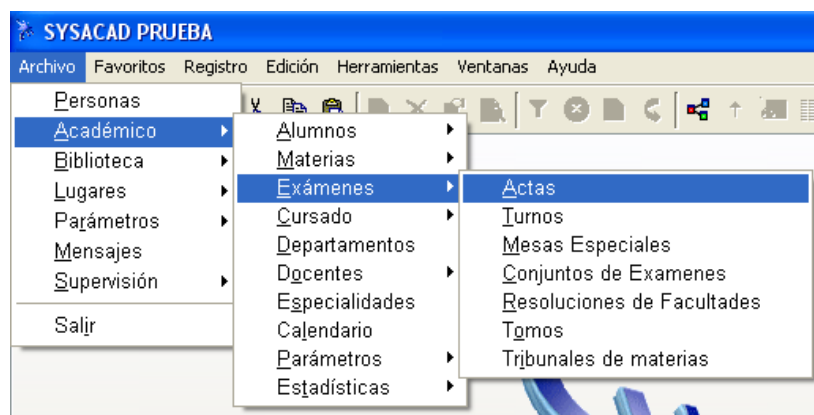 SYSACAD PRUEBA
Archivo Favoritos Registro Edición Herramientas Ventanas Ayuda
Personas
Académico
Biblioteca
Lugares
Parámetros
Mensajes
Supervisión
Salir
Alumnos
Materias
Exámenes
Cursado
Departamentos
Docentes
Especialidades
Calendario
Parámetros
Estadísticas
Actas
Turnos
Mesas Especiales
Conjuntos de Examenes
Resoluciones de Facultades
Tomos
Tribunales de materias